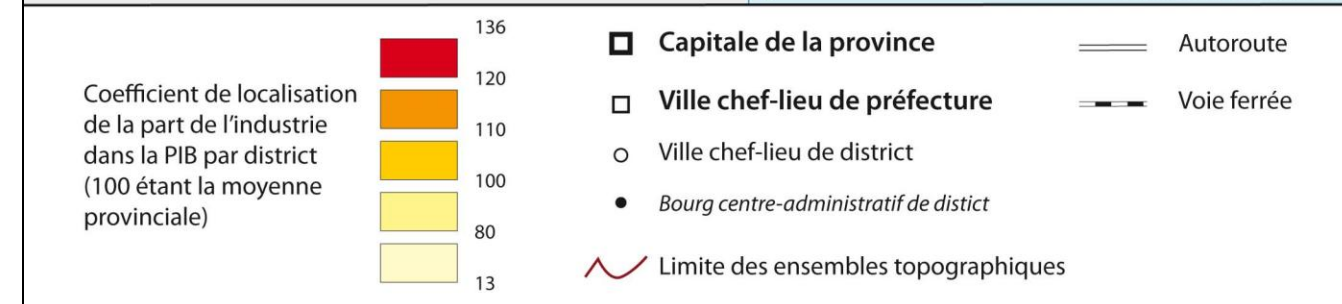 Coefficient de localisation
de la part de l'industrie
dans la PIB par district
(100 étant la moyenne
provinciale)
136
120
110
100
80
13
Capitale de la province
Ville chef-lieu de préfecture
Ville chef-lieu de district
Bourg centre-administratif de distict
Limite des ensembles topographiques
Autoroute
Voie ferrée